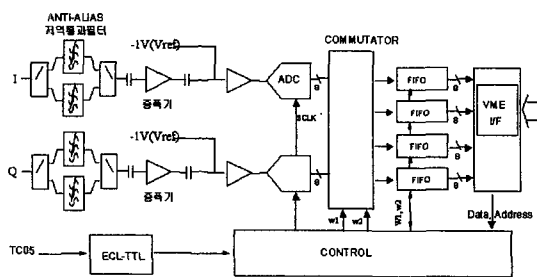 ANTI-ALIAS
저역통과필터
-1V(Vref)
COMMUTATOR
I
증폭기
ADC
8
FIFO
8
VME
I/F
SCLK
FIFO
8
-1V(Vref)
FIFO
8
Q
증폭기
8
FIFO
8
w1
w2
W1,w2
Data, Address
TC05
ECL-TTL
CONTROL